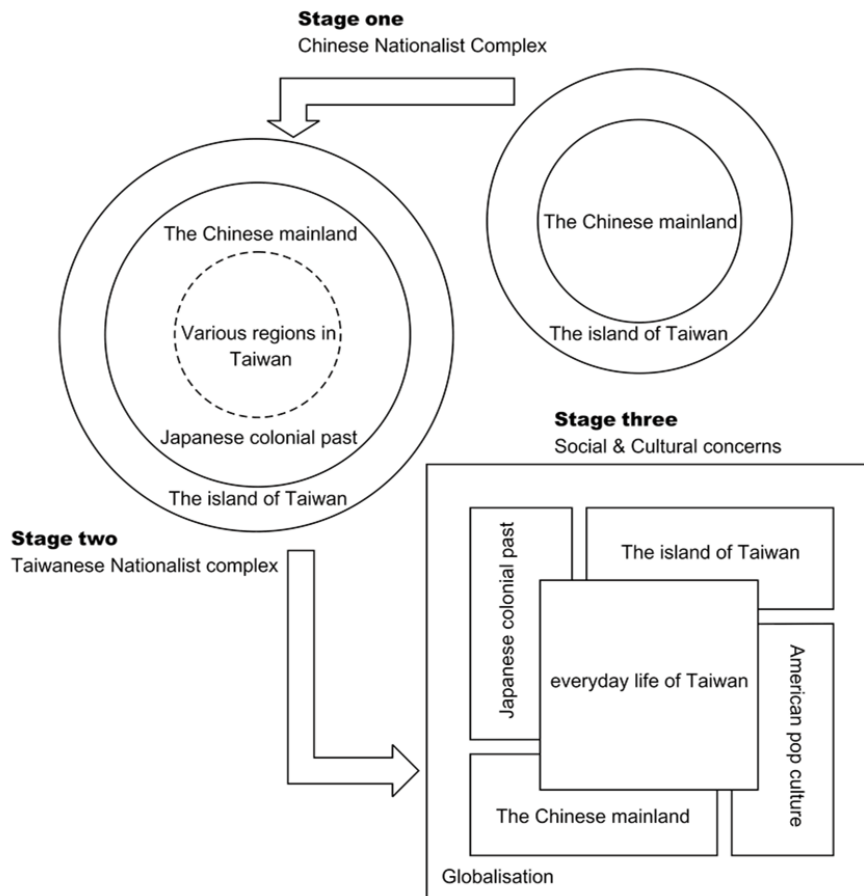 Stage one
Chinese Nationalist Complex
The Chinese mainland
The island of Taiwan
The Chinese mainland
Various regions in
Taiwan
Japanese colonial past
The island of Taiwan
Stage two
Taiwanese Nationalist complex
Stage three
Social & Cultural concerns
Japanese colonial past
The island of Taiwan
everyday life of Taiwan
American pop culture
The Chinese mainland
Globalisation